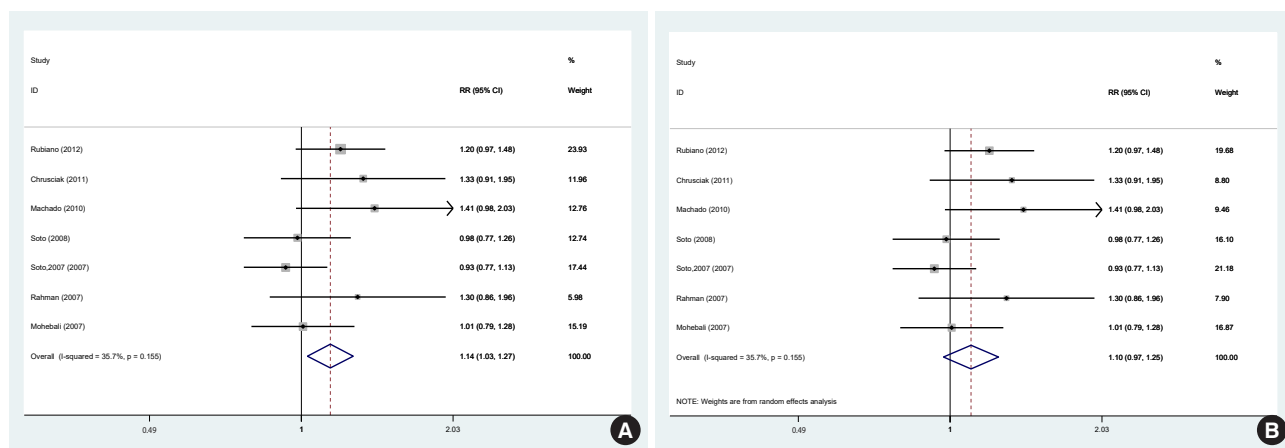 Study %
ID RR (95% CI) Weight
Rubiano (2012) 1.20 (0.97, 1.48) 23.93
Chrusciak (2011) 1.33 (0.91, 1.95) 11.96
Machado (2010) 1.41 (0.98, 2.03) 12.76
Soto (2008) 0.98 (0.77, 1.26) 12.74
Soto,2007 (2007) 0.93 (0.77, 1.13) 17.44
Rahman (2007) 1.30 (0.86, 1.96) 5.98
Mohebali (2007) 1.01 (0.79, 1.28) 15.19
Overall (I-squared = 35.7%, p = 0.155) 1.14 (1.03, 1.27) 100.00
0.49 1 2.03
A
Study %
ID RR (95% CI) Weight
Rubiano (2012) 1.20 (0.97, 1.48) 19.68
Chrusciak (2011) 1.33 (0.91, 1.95) 8.80
Machado (2010) 1.41 (0.98, 2.03) 9.46
Soto (2008) 0.98 (0.77, 1.26) 16.10
Soto,2007 (2007) 0.93 (0.77, 1.13) 21.18
Rahman (2007) 1.30 (0.86, 1.96) 7.90
Mohebali (2007) 1.01 (0.79, 1.28) 16.87
Overall (I-squared = 35.7%, p = 0.155) 1.10 (0.97, 1.25) 100.00
NOTE: Weights are from random effects analysis
0.49 1 2.03
B